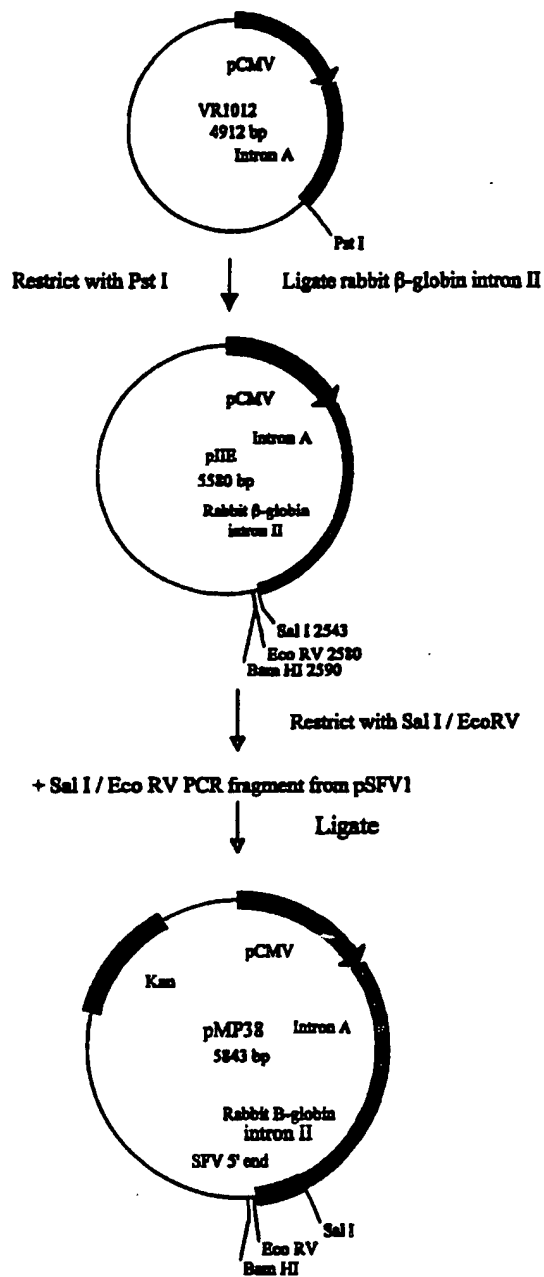 pCMV
VR1012
4912 bp
Intron A
Pst I
Restrict with Pst I
Ligate rabbit β-globin intron II
pCMV
Intron A
pIIE
5580 bp
Rabbit β-globin
intron II
Sal I 2543
Eco RV 2580
Bam HI 2590
Restrict with Sal I / EcoRV
+ Sal I / Eco RV PCR fragment from pSFV1
Ligate
pCMV
Kan
pMP38
Intron A
5843 bp
Rabbit B-globin
intron II
SFV 5' end
Sal I
Eco RV
Bam HI